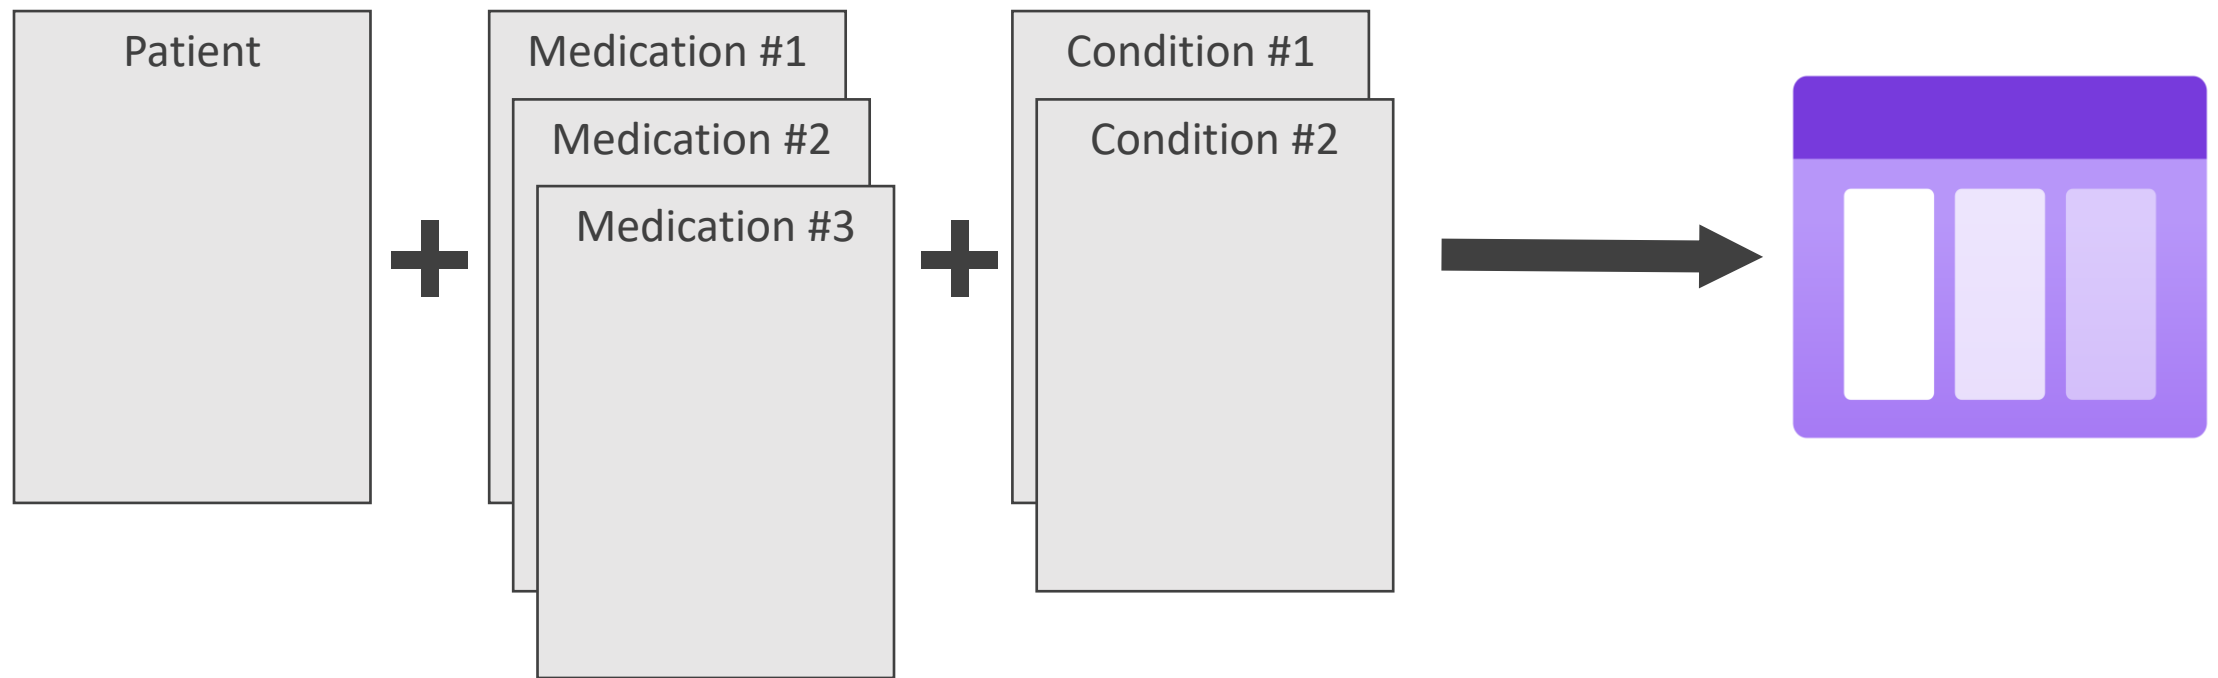 Patient
Medication #1
Medication #2
Medication #3
Condition #1
Condition #2